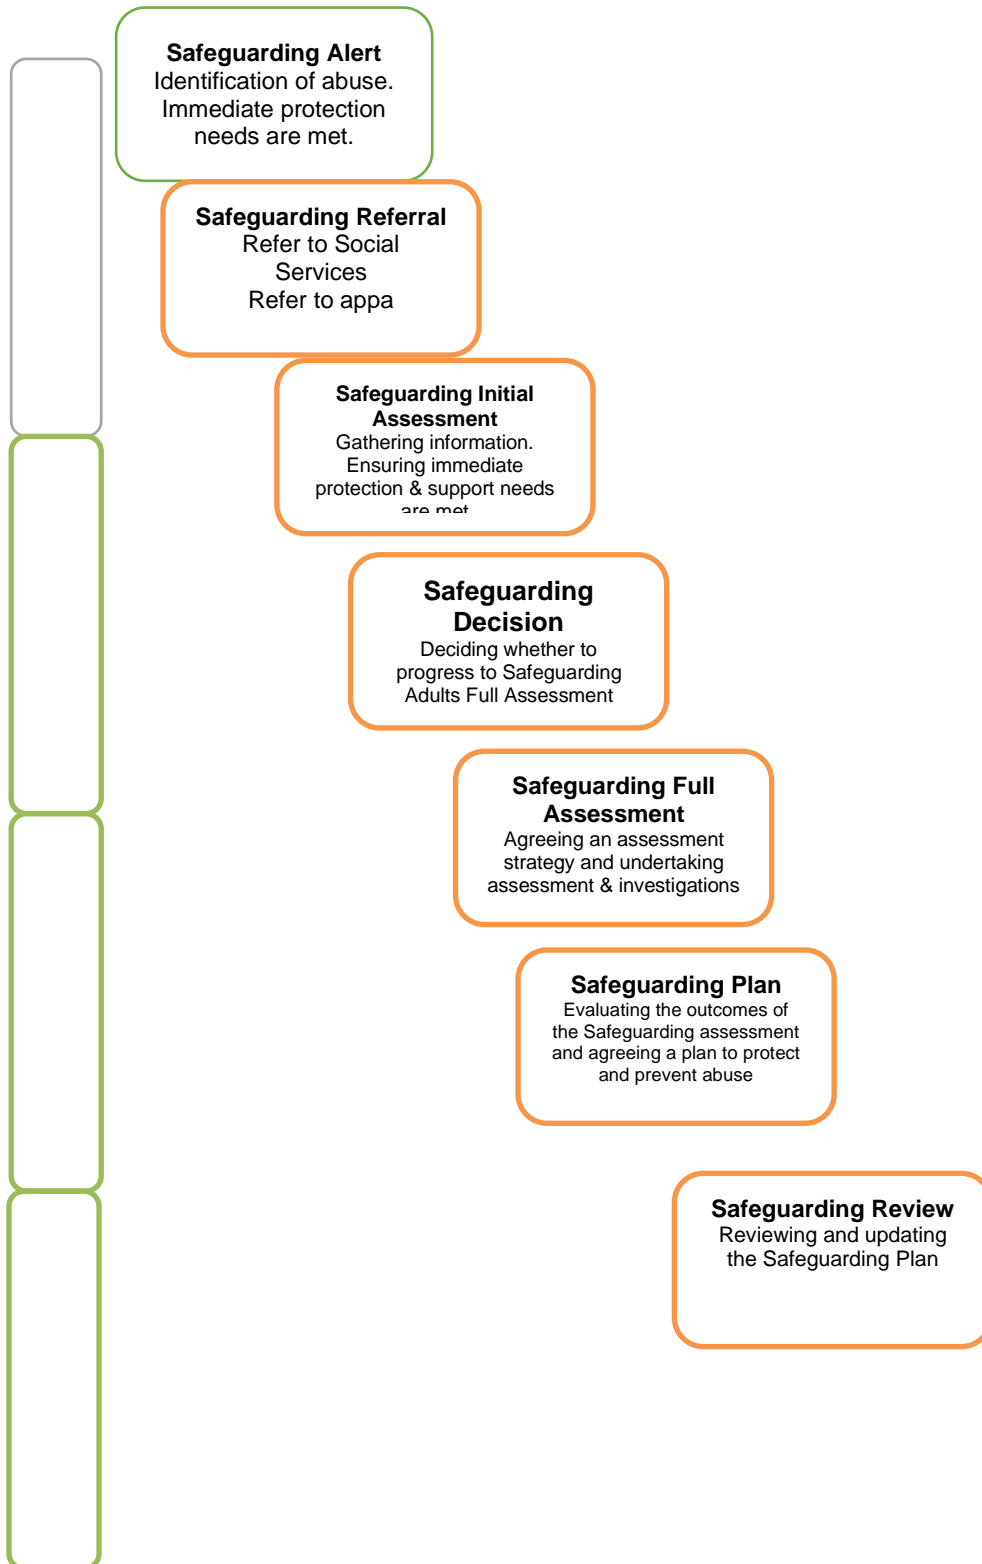 Safeguarding Alert
Identification of abuse.
Immediate protection
needs are met.
Safeguarding Referral
Refer to Social
Services
Refer to appa
Safeguarding Initial
Assessment
Gathering information.
Ensuring immediate
protection & support needs
are met
Safeguarding
Decision
Deciding whether to
progress to Safeguarding
Adults Full Assessment
Safeguarding Full
Assessment
Agreeing an assessment
strategy and undertaking
assessment & investigations
Safeguarding Plan
Evaluating the outcomes of
the Safeguarding assessment
and agreeing a plan to protect
and prevent abuse
Safeguarding Review
Reviewing and updating
the Safeguarding Plan